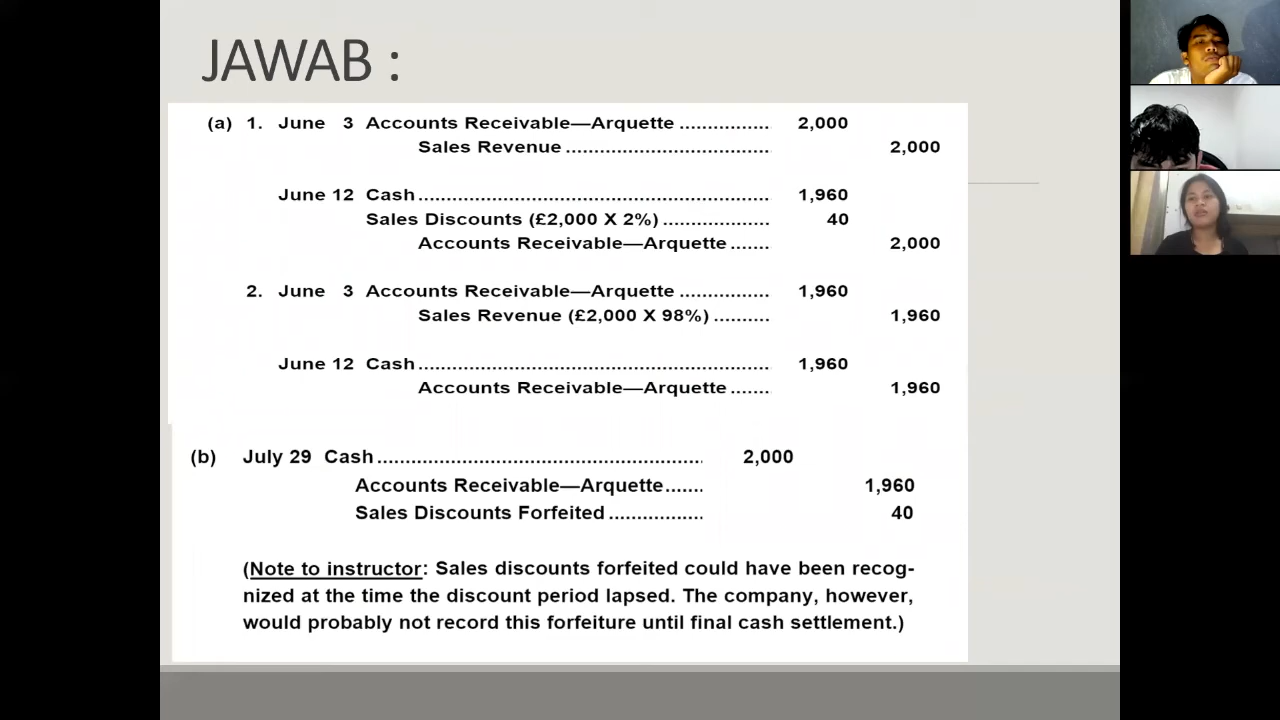 JAWAB :
(a) 1. June 3 Accounts Receivable—Arquette ................ 2,000
Sales Revenue .................................... 2,000
June 12 Cash .............................................................. 1,960
Sales Discounts (£2,000 X 2%) ................... 40
Accounts Receivable—Arquette ....... 2,000
2. June 3 Accounts Receivable—Arquette ................ 1,960
Sales Revenue (£2,000 X 98%) .......... 1,960
June 12 Cash .............................................................. 1,960
Accounts Receivable—Arquette ....... 1,960
(b) July 29 Cash .......................................................... 2,000
Accounts Receivable—Arquette ....... 1,960
Sales Discounts Forfeited ................. 40
(Note to instructor: Sales discounts forfeited could have been recog-
nized at the time the discount period lapsed. The company, however,
would probably not record this forfeiture until final cash settlement.)